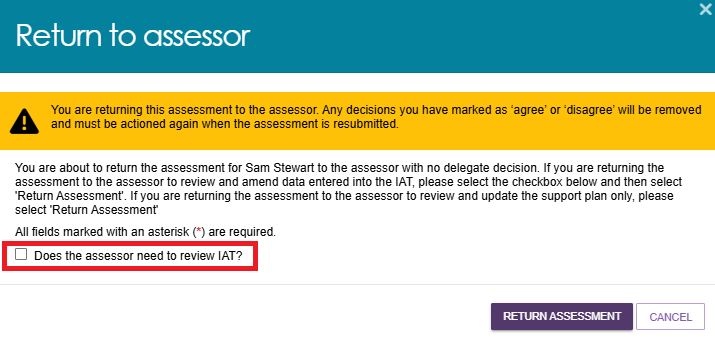 Return to assessor
You are returning this assessment to the assessor. Any decisions you have marked as ‘agree’ or ‘disagree’ will be removed
and must be actioned again when the assessment is resubmitted.
You are about to return the assessment for Sam Stewart to the assessor with no delegate decision. If you are returning the
assessment to the assessor to review and amend data entered into the IAT, please select the checkbox below and then select
'Return Assessment'. If you are returning the assessment to the assessor to review and update the support plan only, please
select 'Return Assessment'
All fields marked with an asterisk (*) are required.
Does the assessor need to review IAT?
RETURN ASSESSMENT
CANCEL